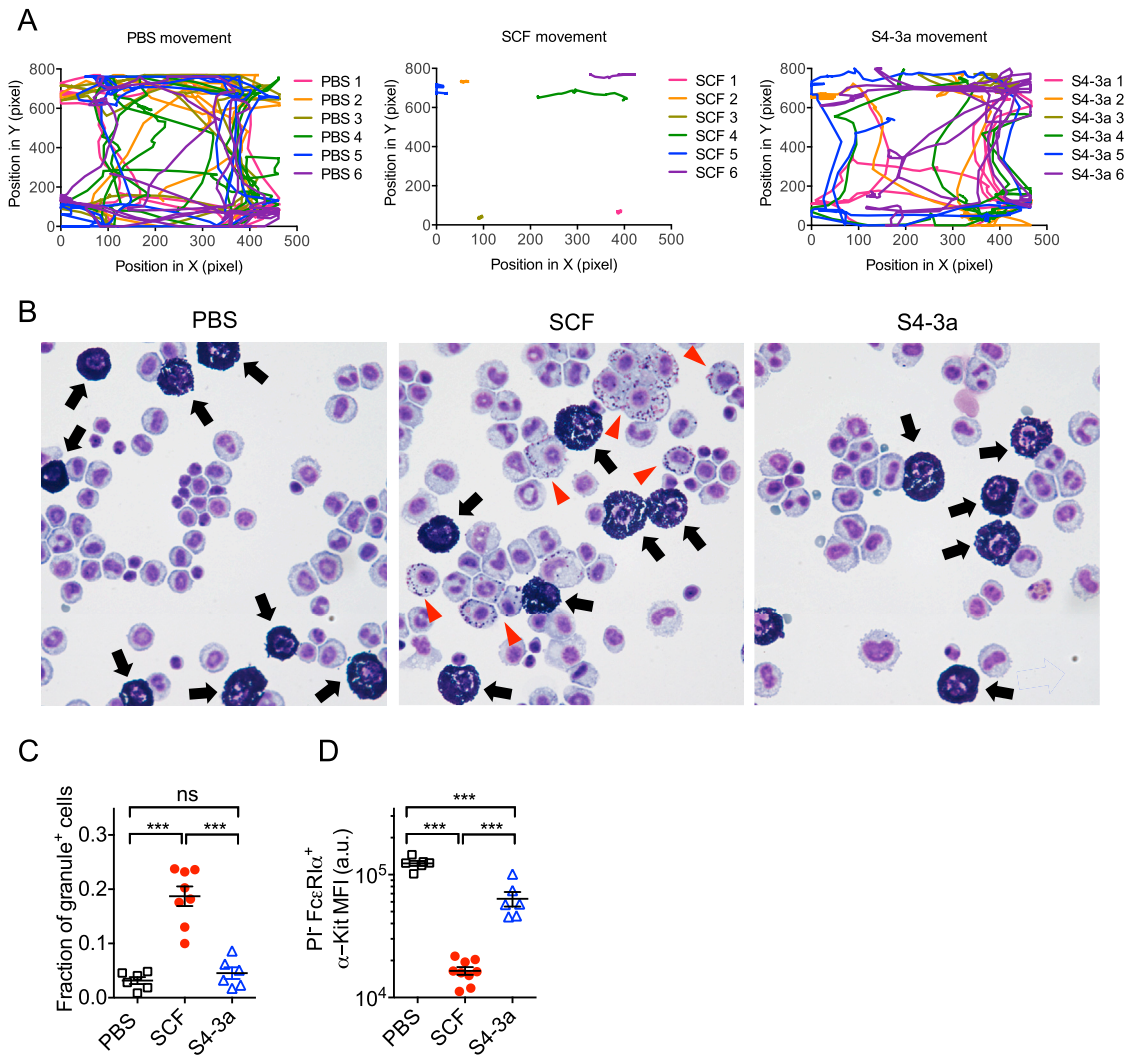 A
PBS movement
800
600
400
200
0
0 100 200 300 400 500
Position in Y (pixel)
Position in X (pixel)
PBS 1
PBS 2
PBS 3
PBS 4
PBS 5
PBS 6
SCF movement
800
600
400
200
0
0 100 200 300 400 500
Position in Y (pixel)
Position in X (pixel)
SCF 1
SCF 2
SCF 3
SCF 4
SCF 5
SCF 6
S4-3a movement
800
600
400
200
0
0 100 200 300 400 500
Position in Y (pixel)
Position in X (pixel)
S4-3a 1
S4-3a 2
S4-3a 3
S4-3a 4
S4-3a 5
S4-3a 6
B
PBS
SCF
S4-3a
C
ns
*** ***
0.3
0.2
0.1
0.0
Fraction of granule⁺ cells
PBS
SCF
S4-3a
D
***
*** ***
10⁵
10⁴
PI⁻ FcεRIα⁺
α−Kit MFI (a.u.)
PBS
SCF
S4-3a